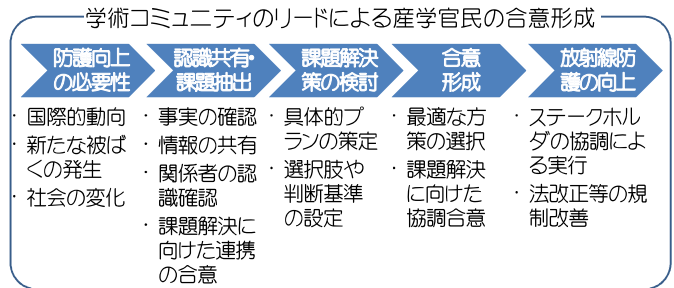 学術コミュニティのリードによる産学官民の合意形成
防護向上
の必要性
認識共有・
課題抽出
課題解決
策の検討
合意
形成
放射線防
護の向上
・国際的動向
・新たな被ば
くの発生
・社会の変化
・事実の確認
・情報の共有
・関係者の認
識確認
・課題解決に
向けた連携
の合意
・具体的プ
ランの策定
・選択肢や
判断基準
の設定
・最適な方
策の選択
・課題解決
に向けた
協調合意
・ステークホル
ダの協調によ
る実行
・法改正等の規
制改善